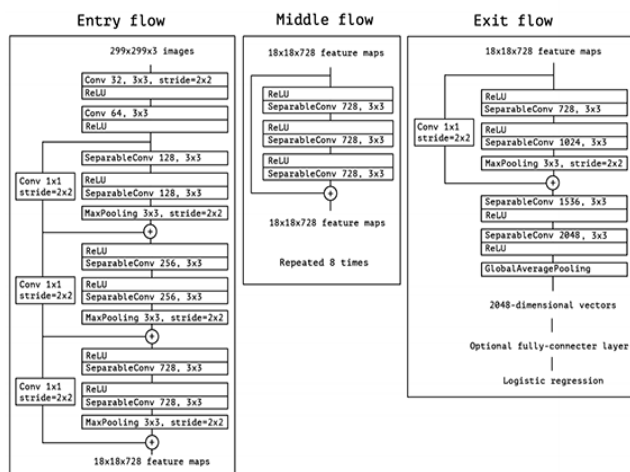 Entry flow
299x299x3 images
Conv 32, 3x3, stride=2x2
ReLU
Conv 64, 3x3
ReLU
SeparableConv 128, 3x3
Conv 1x1
stride=2x2
ReLU
SeparableConv 128, 3x3
MaxPooling 3x3, stride=2x2
+
ReLU
SeparableConv 256, 3x3
Conv 1x1
stride=2x2
ReLU
SeparableConv 256, 3x3
MaxPooling 3x3, stride=2x2
+
ReLU
SeparableConv 728, 3x3
Conv 1x1
stride=2x2
ReLU
SeparableConv 728, 3x3
MaxPooling 3x3, stride=2x2
+
18x18x728 feature maps
Middle flow
18x18x728 feature maps
ReLU
SeparableConv 728, 3x3
ReLU
SeparableConv 728, 3x3
ReLU
SeparableConv 728, 3x3
+
18x18x728 feature maps
Repeated 8 times
Exit flow
18x18x728 feature maps
ReLU
SeparableConv 728, 3x3
Conv 1x1
stride=2x2
ReLU
SeparableConv 1024, 3x3
MaxPooling 3x3, stride=2x2
+
SeparableConv 1536, 3x3
ReLU
SeparableConv 2048, 3x3
ReLU
GlobalAveragePooling
2048-dimensional vectors
Optional fully-connecter layer
Logistic regression